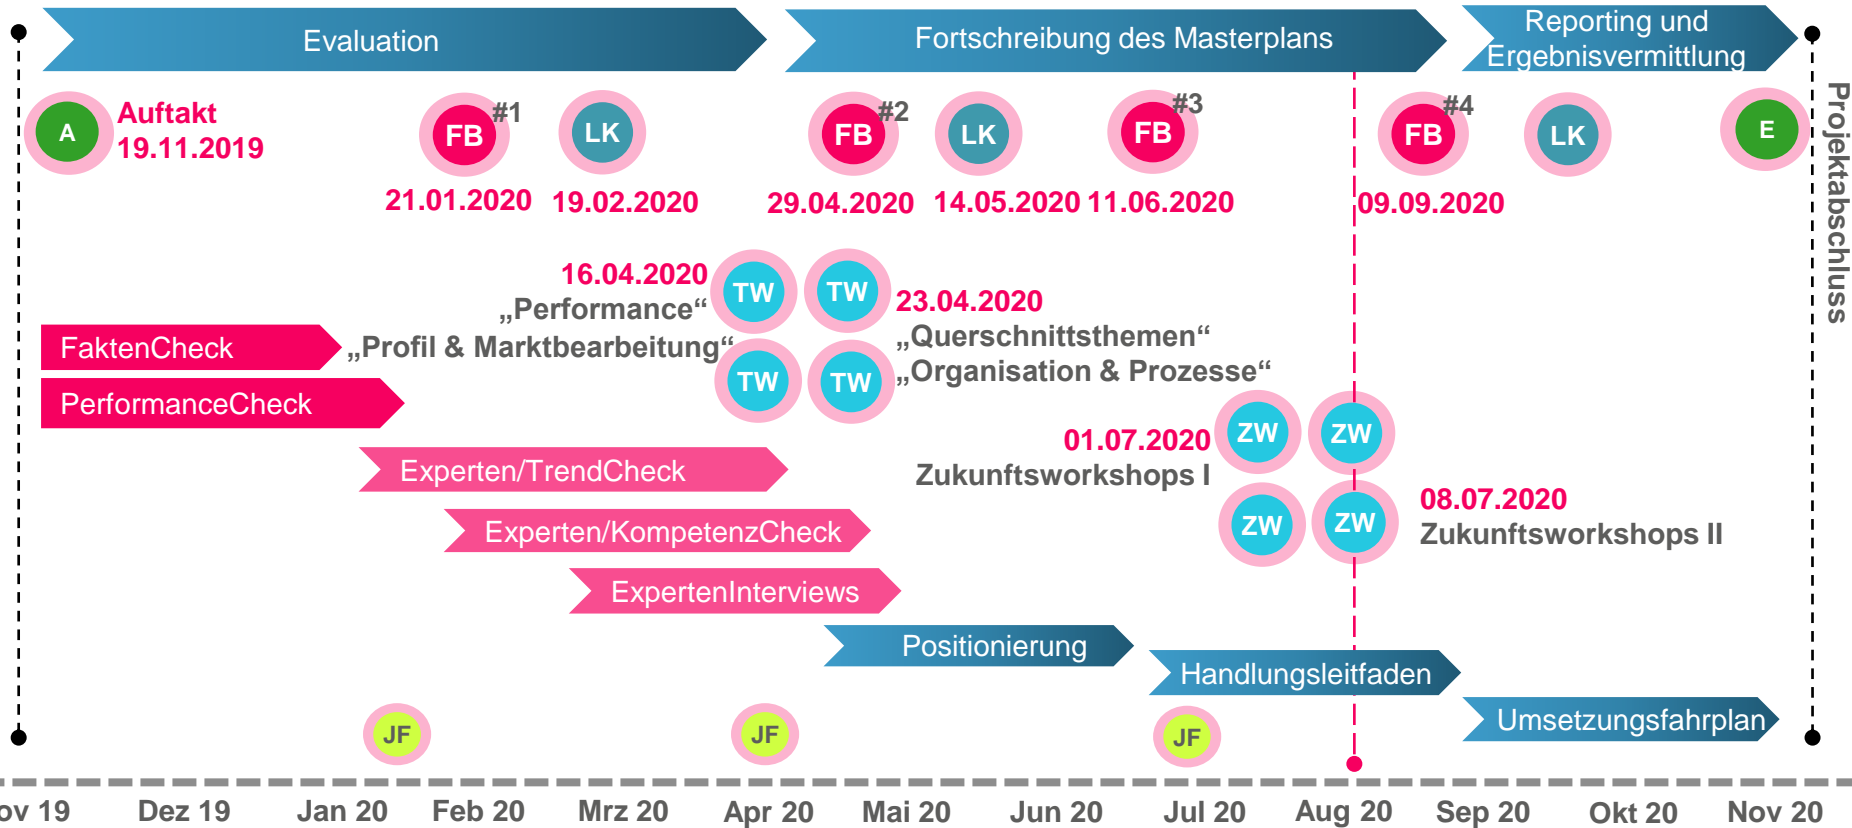 Evaluation
Fortschreibung des Masterplans
Reporting und
Ergebnisvermittlung
A
Auftakt
19.11.2019
FB
#1
21.01.2020
LK
19.02.2020
FB
#2
29.04.2020
LK
14.05.2020
FB
#3
11.06.2020
FB
#4
09.09.2020
LK
E
Projektabschluss
16.04.2020
„Performance“
„Profil & Marktbearbeitung“
TW
TW
TW
TW
23.04.2020
„Querschnittsthemen“
„Organisation & Prozesse“
FaktenCheck
PerformanceCheck
Experten/TrendCheck
Experten/KompetenzCheck
ExpertenInterviews
01.07.2020
Zukunftsworkshops I
ZW
ZW
ZW
ZW
08.07.2020
Zukunftsworkshops II
Positionierung
Handlungsleitfaden
Umsetzungsfahrplan
JF
JF
JF
ov 19
Dez 19
Jan 20
Feb 20
Mrz 20
Apr 20
Mai 20
Jun 20
Jul 20
Aug 20
Sep 20
Okt 20
Nov 20